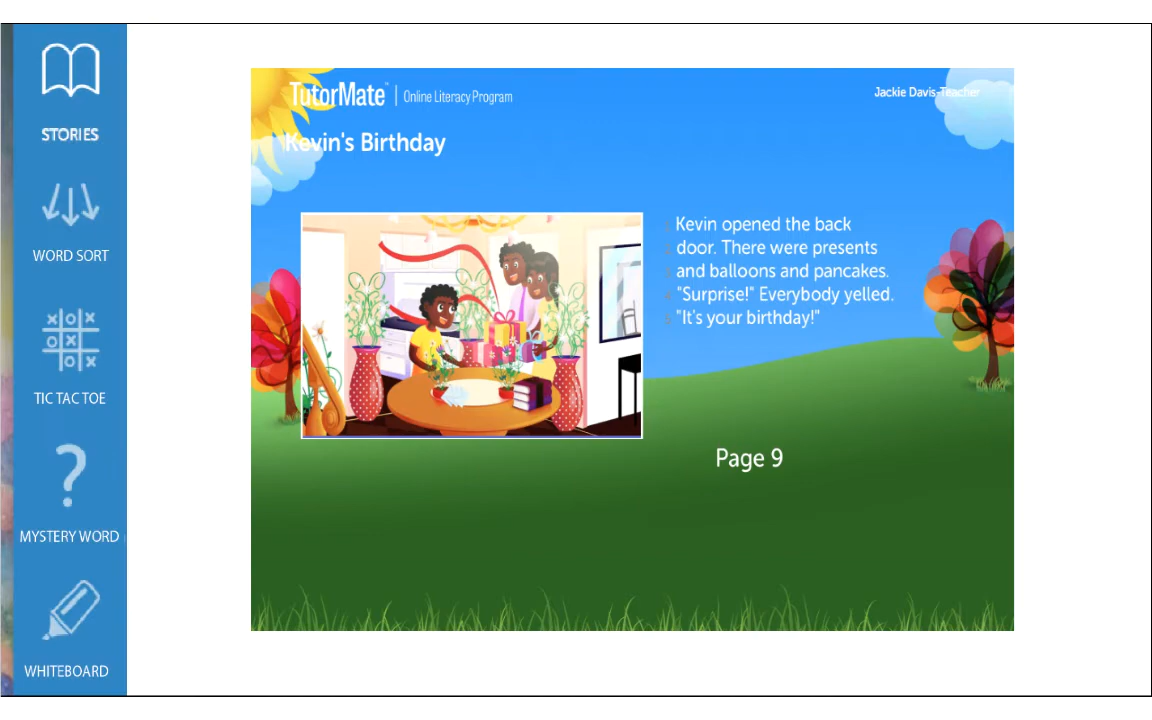 STORIES
WORD SORT
TIC TAC TOE
MYSTERY WORD
WHITEBOARD
TutorMate™ | Online Literacy Program
Jackie Davis-Teacher
Kevin's Birthday
Kevin opened the back
door. There were presents
and balloons and pancakes.
"Surprise!" Everybody yelled.
"It's your birthday!"
Page 9